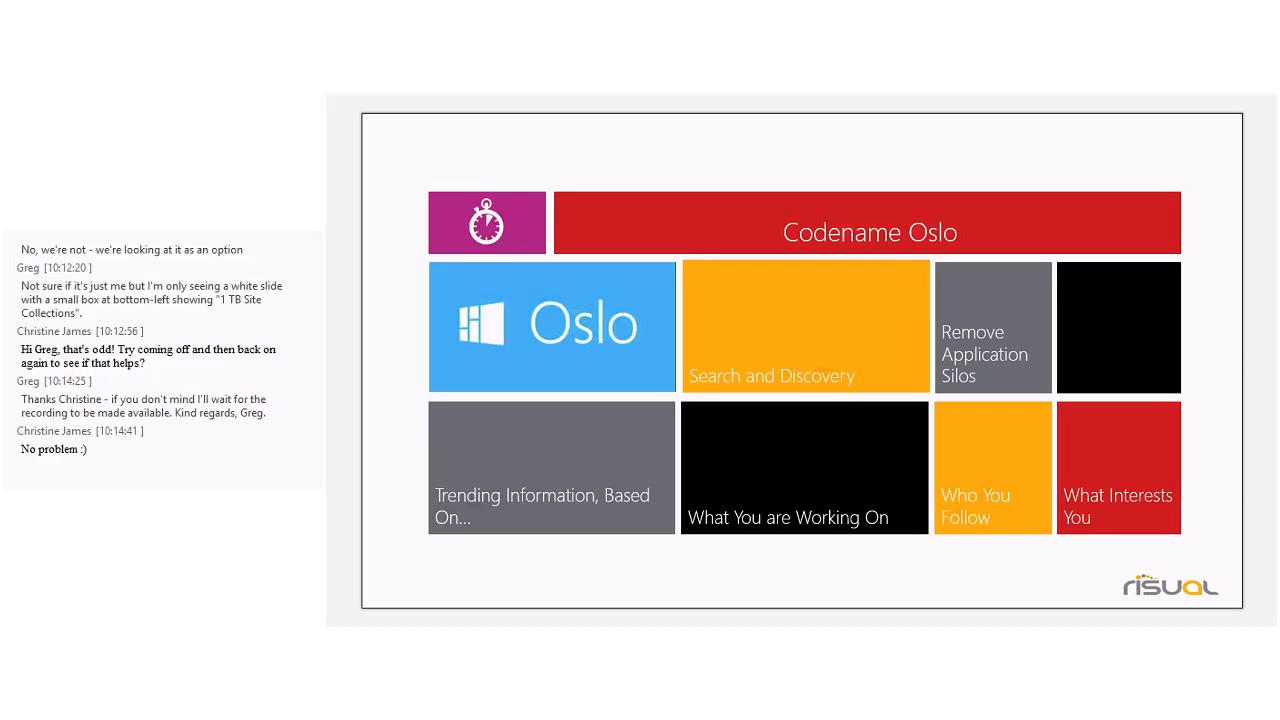 No, we're not - we're looking at it as an option
Greg [10:12:20 ]
Not sure if it's just me but I'm only seeing a white slide
with a small box at bottom-left showing "1 TB Site
Collections".
Christine James [10:12:56 ]
Hi Greg, that's odd! Try coming off and then back on
again to see if that helps?
Greg [10:14:25 ]
Thanks Christine - if you don't mind I'll wait for the
recording to be made available. Kind regards, Greg.
Christine James [10:14:41 ]
No problem :)
Codename Oslo
Oslo
Search and Discovery
Remove
Application
Silos
Trending Information, Based
On...
What You are Working On
Who You
Follow
What Interests
You
risual